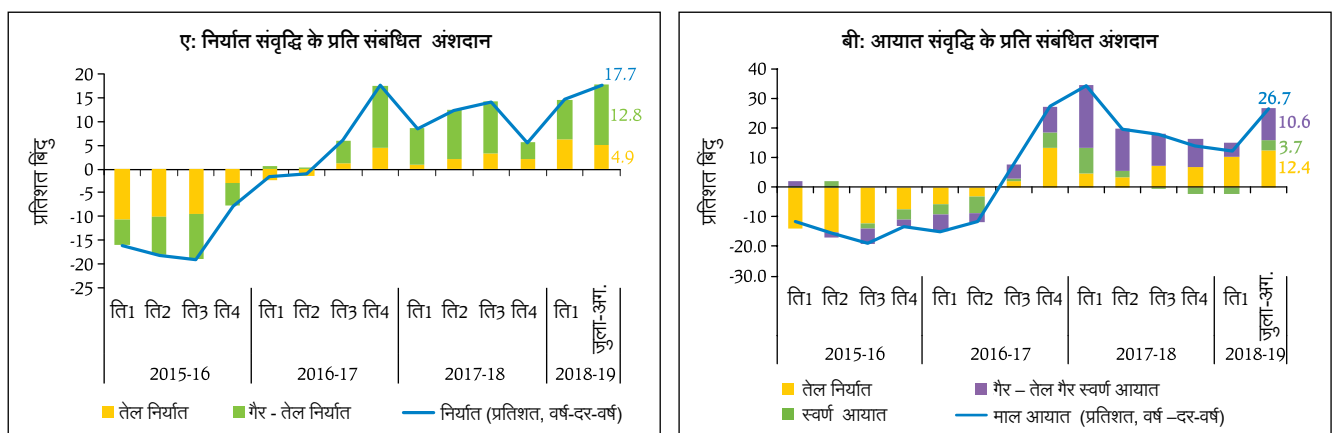 ए: निर्यात संवृद्धि के प्रति संबंधित अंशदान
प्रतिशत बिंदु
20
15
10
5
0
-5
-10
-15
-20
-25
17.7
12.8
4.9
ति1 ति2 ति3 ति4 ति1 ति2 ति3 ति4 ति1 ति2 ति3 ति4 ति1 जुला-अग.
2015-16 2016-17 2017-18 2018-19
तेल निर्यात गैर - तेल निर्यात निर्यात (प्रतिशत, वर्ष-दर-वर्ष)
बी: आयात संवृद्धि के प्रति संबंधित अंशदान
प्रतिशत बिंदु
40
30
20
10
0
-10
-20.0
-30.0
26.7
10.6
3.7
12.4
ति1 ति2 ति3 ति4 ति1 ति2 ति3 ति4 ति1 ति2 ति3 ति4 ति1 जुला-अग.
2015-16 2016-17 2017-18 2018-19
तेल निर्यात गैर – तेल गैर स्वर्ण आयात
स्वर्ण आयात माल आयात (प्रतिशत, वर्ष –दर-वर्ष)